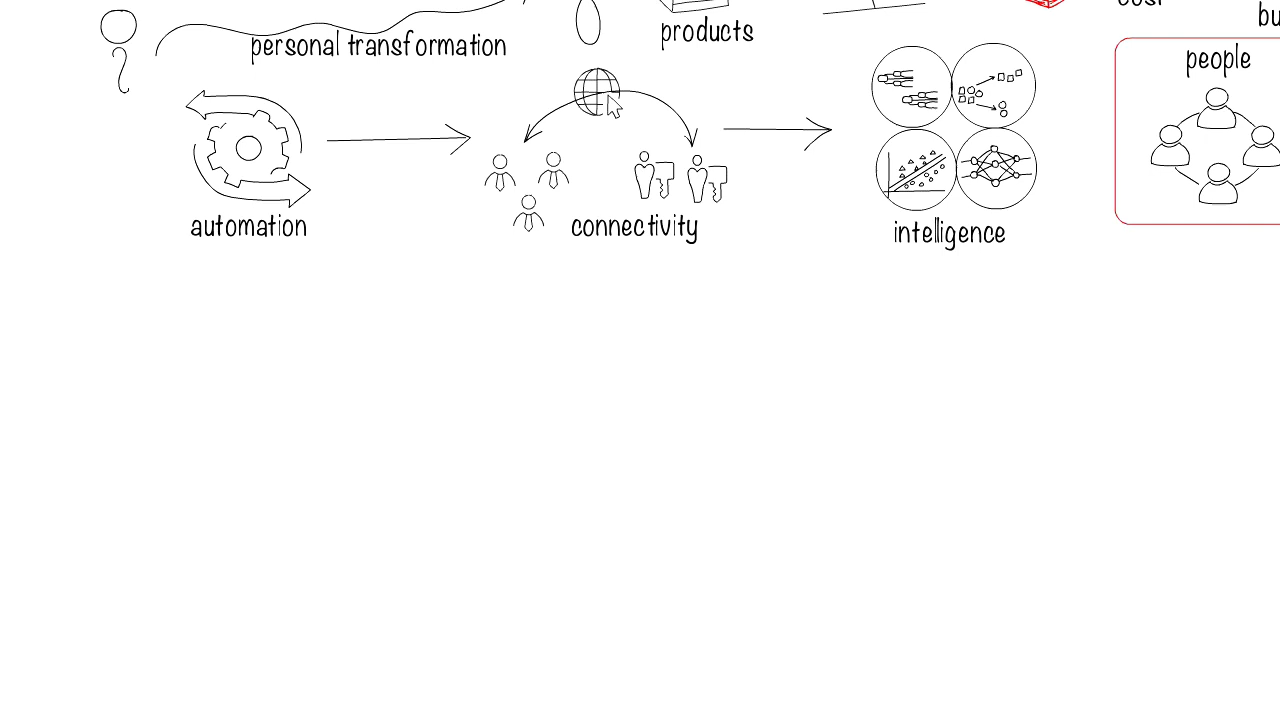 personal transformation
products
people
automation
connectivity
intelligence